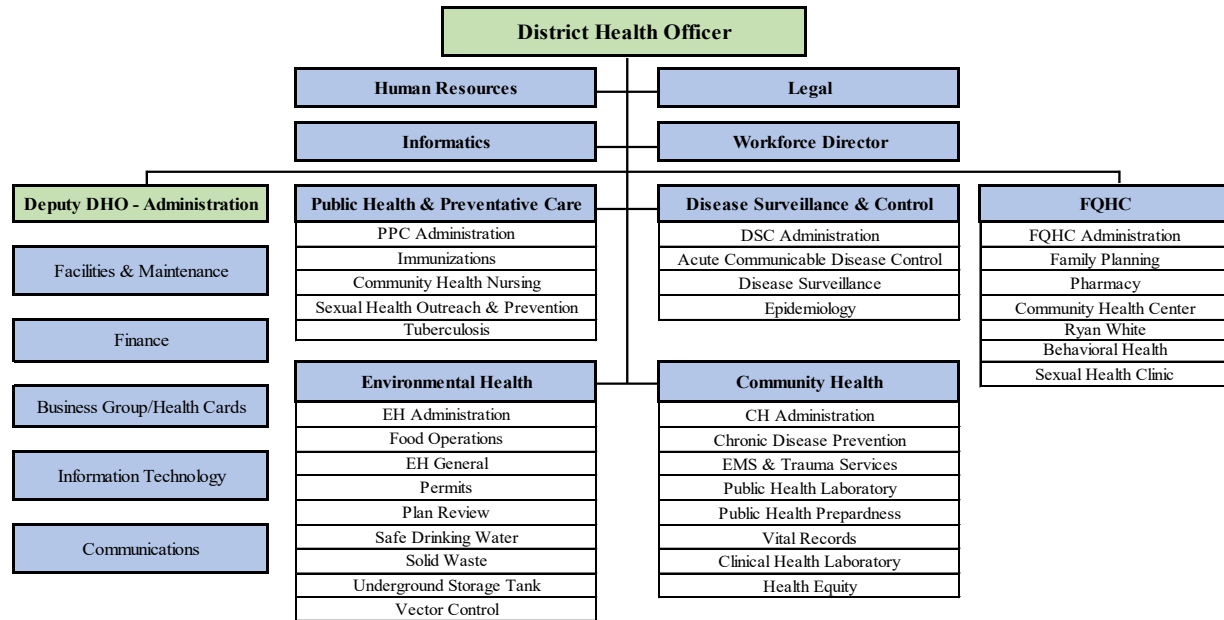 District Health Officer
Human Resources
Legal
Informatics
Workforce Director
Deputy DHO - Administration
Facilities & Maintenance
Finance
Business Group/Health Cards
Information Technology
Communications
Public Health & Preventative Care
PPC Administration
Immunizations
Community Health Nursing
Sexual Health Outreach & Prevention
Tuberculosis
Disease Surveillance & Control
DSC Administration
Acute Communicable Disease Control
Disease Surveillance
Epidemiology
FQHC
FQHC Administration
Family Planning
Pharmacy
Community Health Center
Ryan White
Behavioral Health
Sexual Health Clinic
Environmental Health
EH Administration
Food Operations
EH General
Permits
Plan Review
Safe Drinking Water
Solid Waste
Underground Storage Tank
Vector Control
Community Health
CH Administration
Chronic Disease Prevention
EMS & Trauma Services
Public Health Laboratory
Public Health Prepardness
Vital Records
Clinical Health Laboratory
Health Equity